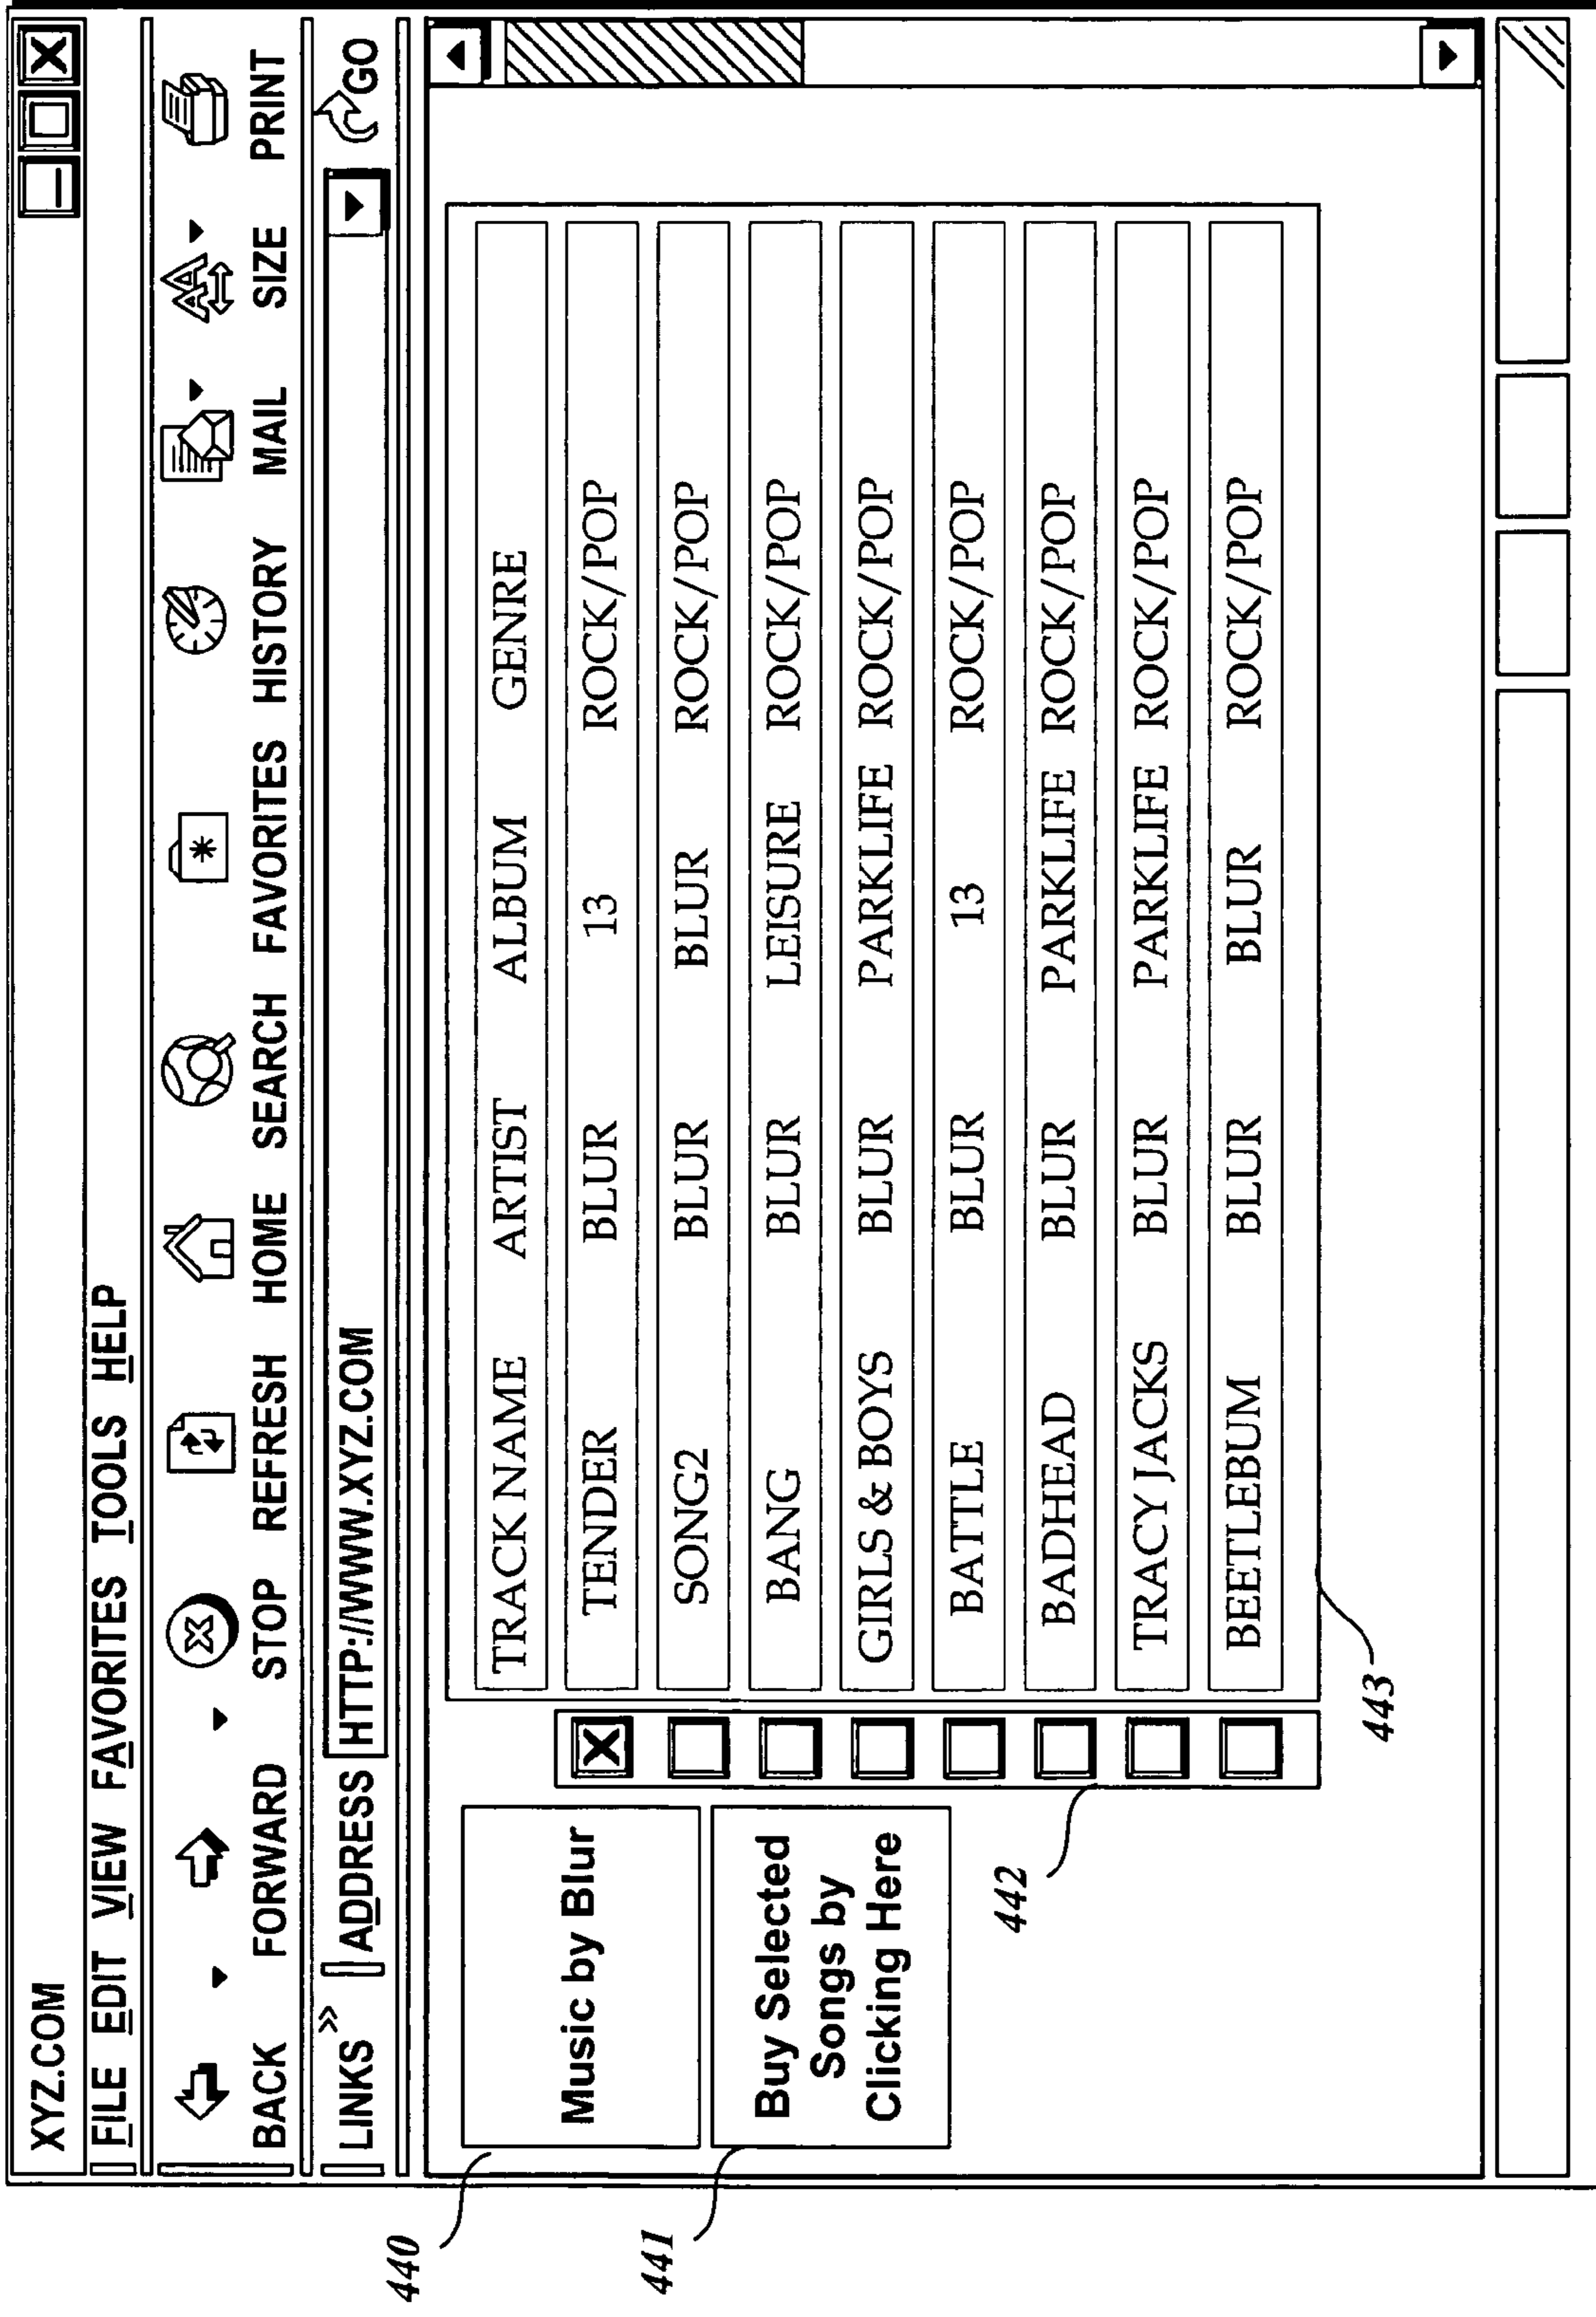 XYZ.COM
FILE EDIT VIEW FAVORITES TOOLS HELP
BACK FORWARD STOP REFRESH HOME SEARCH FAVORITES HISTORY MAIL SIZE PRINT
LINKS » ADDRESS HTTP://WWW.XYZ.COM GO
440
Music by Blur
441
Buy Selected
Songs by
Clicking Here
442
TRACK NAME ARTIST ALBUM GENRE
X TENDER BLUR 13 ROCK/POP
SONG2 BLUR BLUR ROCK/POP
BANG BLUR LEISURE ROCK/POP
GIRLS & BOYS BLUR PARKLIFE ROCK/POP
BATTLE BLUR 13 ROCK/POP
BADHEAD BLUR PARKLIFE ROCK/POP
TRACY JACKS BLUR PARKLIFE ROCK/POP
BEETLEBUM BLUR BLUR ROCK/POP
443